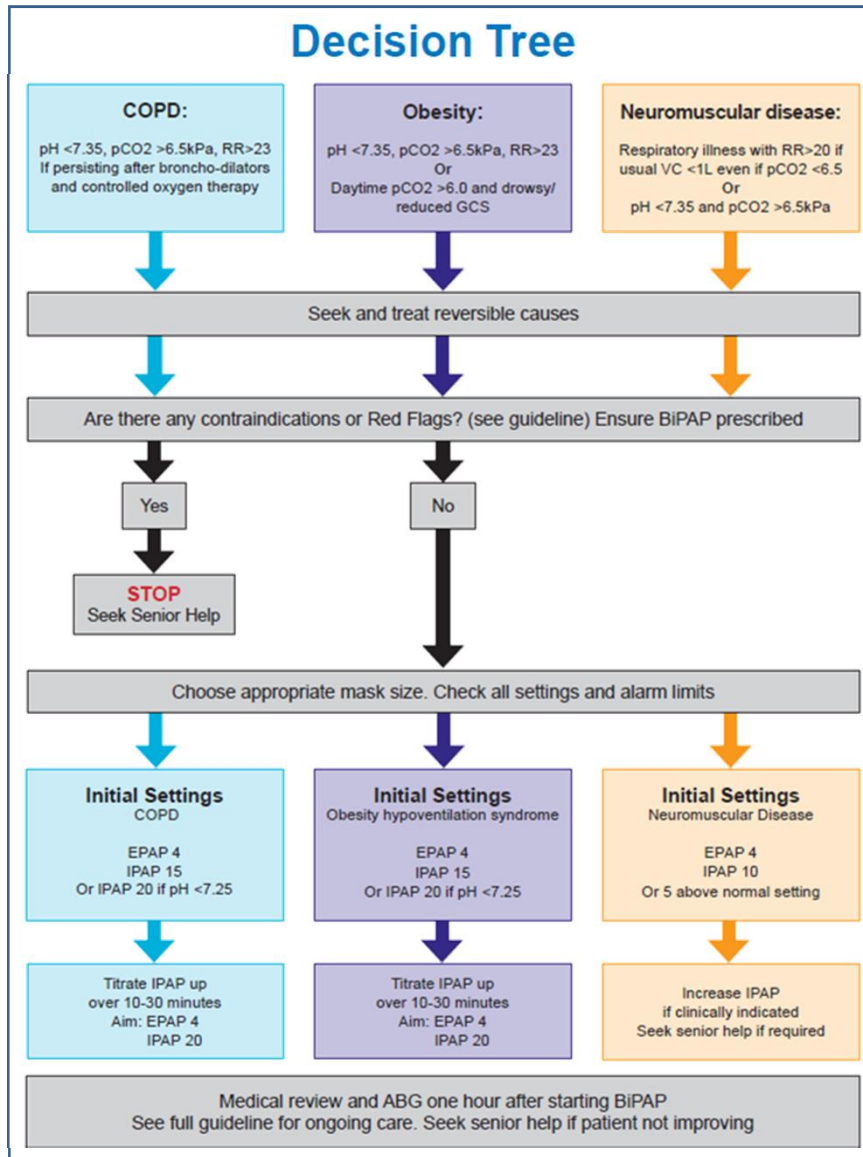 Decision Tree
COPD:
pH <7.35, pCO2 >6.5kPa, RR>23
If persisting after broncho-dilators
and controlled oxygen therapy
Obesity:
pH <7.35, pCO2 >6.5kPa, RR>23
Or
Daytime pCO2 >6.0 and drowsy/
reduced GCS
Neuromuscular disease:
Respiratory illness with RR>20 if
usual VC <1L even if pCO2 <6.5
Or
pH <7.35 and pCO2 >6.5kPa
Seek and treat reversible causes
Are there any contraindications or Red Flags? (see guideline) Ensure BiPAP prescribed
Yes
No
STOP
Seek Senior Help
Choose appropriate mask size. Check all settings and alarm limits
Initial Settings
COPD
EPAP 4
IPAP 15
Or IPAP 20 if pH <7.25
Initial Settings
Obesity hypoventilation syndrome
EPAP 4
IPAP 15
Or IPAP 20 if pH <7.25
Initial Settings
Neuromuscular Disease
EPAP 4
IPAP 10
Or 5 above normal setting
Titrate IPAP up
over 10-30 minutes
Aim: EPAP 4
IPAP 20
Titrate IPAP up
over 10-30 minutes
Aim: EPAP 4
IPAP 20
Increase IPAP
if clinically indicated
Seek senior help if required
Medical review and ABG one hour after starting BiPAP
See full guideline for ongoing care. Seek senior help if patient not improving